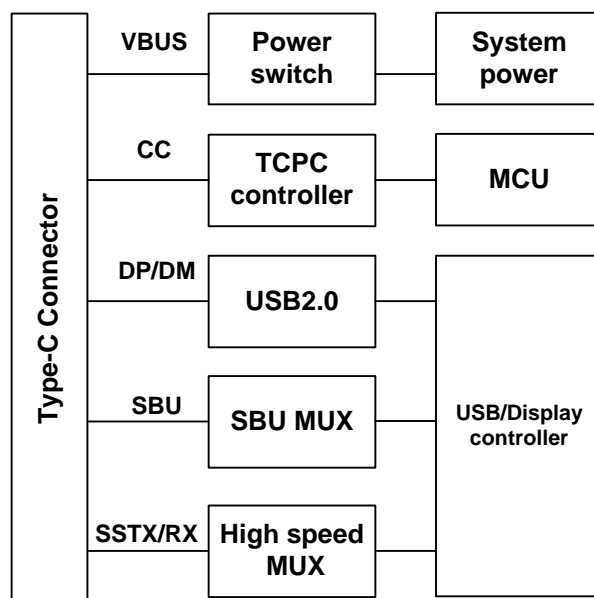 Type-C Connector
VBUS
Power
switch
System
power
CC
TCPC
controller
MCU
DP/DM
USB2.0
SBU
SBU MUX
USB/Display
controller
SSTX/RX
High speed
MUX